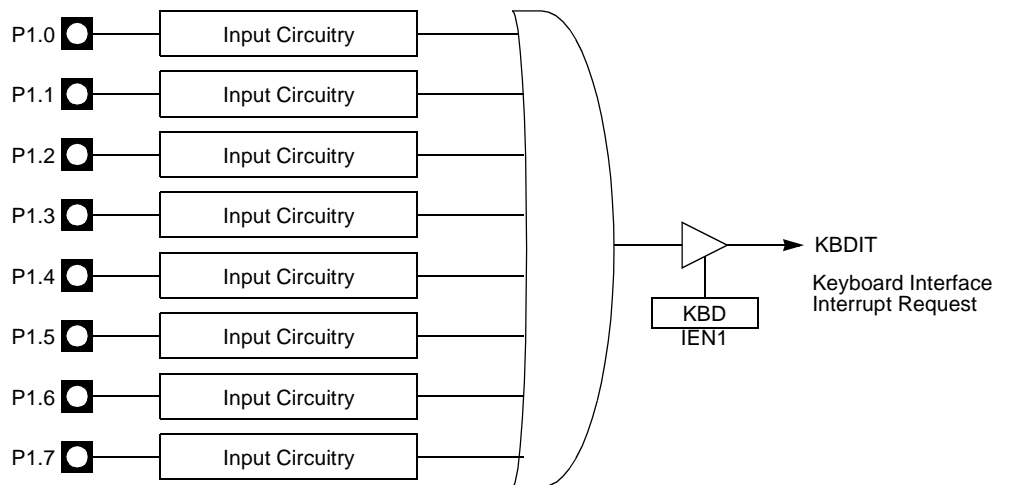 P1.0 Input Circuitry
P1.1 Input Circuitry
P1.2 Input Circuitry
P1.3 Input Circuitry
P1.4 Input Circuitry
P1.5 Input Circuitry
P1.6 Input Circuitry
P1.7 Input Circuitry
KBDIT
Keyboard Interface
Interrupt Request
KBD
IEN1